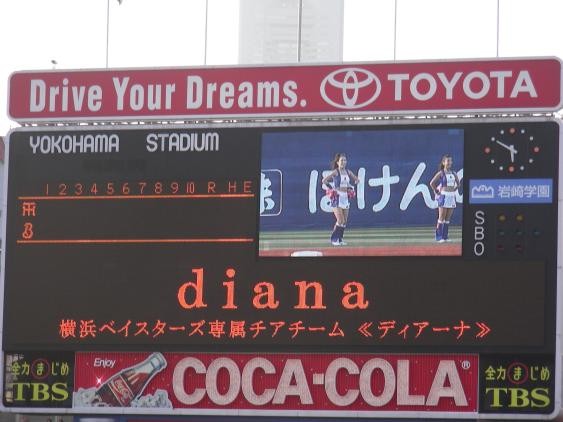 Drive Your Dreams. TOYOTA
YOKOHAMA STADIUM
1 2 3 4 5 6 7 8 9 10 R H E
B
ほけん
岩崎学園
S
B
O
diana
横浜ベイスターズ専属チアチーム ≪ディアーナ≫
全力まじめ
TBS
Enjoy
Coca-Cola
COCA-COLA®
全力まじめ
TBS